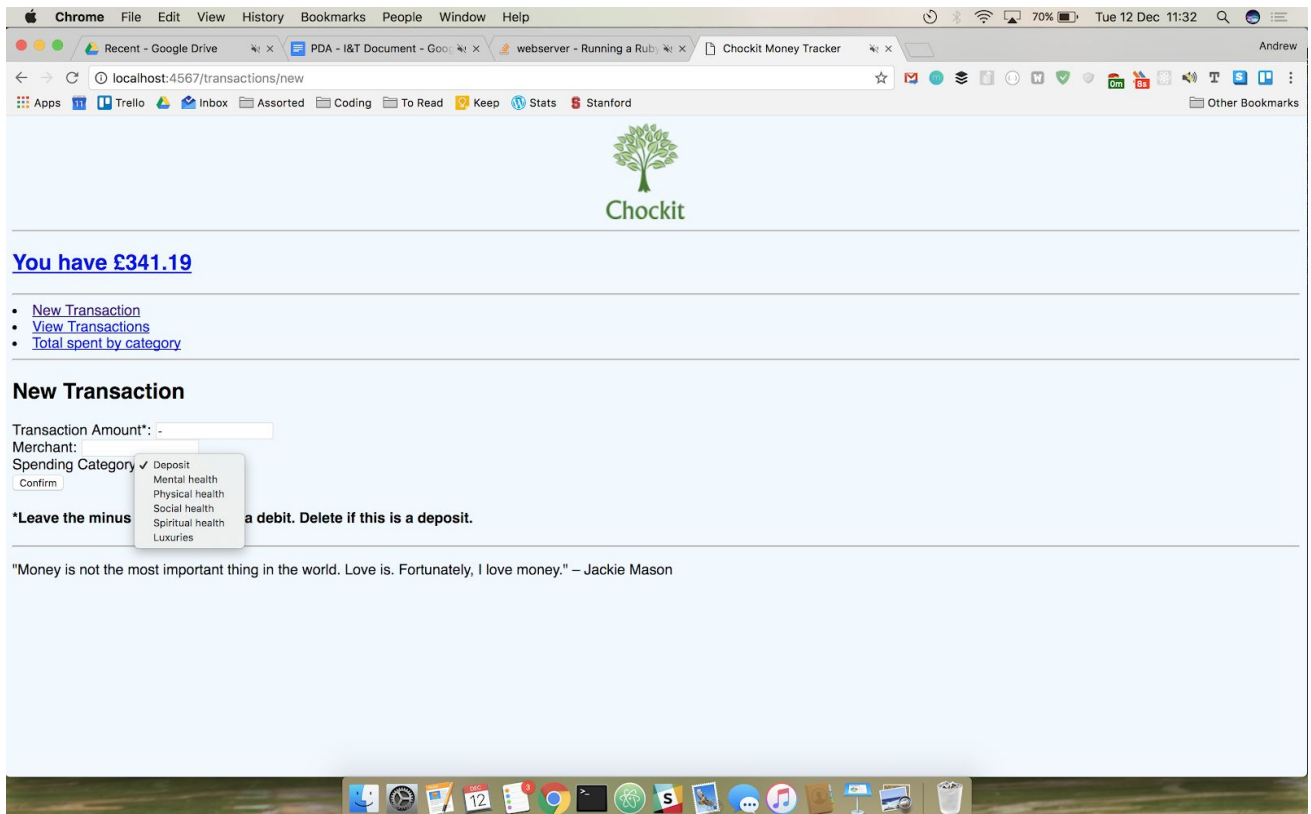 Chrome File Edit View History Bookmarks People Window Help 70% Tue 12 Dec 11:32
Recent - Google Drive PDA - I&T Document - Goo webserver - Running a Rub Chockit Money Tracker Andrew
localhost:4567/transactions/new
Apps Trello Inbox Assorted Coding To Read Keep Stats Stanford Other Bookmarks
Chockit
You have £341.19
• New Transaction
• View Transactions
• Total spent by category
New Transaction
Transaction Amount*: -
Merchant:
Spending Category ✓ Deposit
Confirm Mental health
Physical health
Social health
*Leave the minus Spiritual health a debit. Delete if this is a deposit.
Luxuries
"Money is not the most important thing in the world. Love is. Fortunately, I love money." – Jackie Mason
DEC
12
3